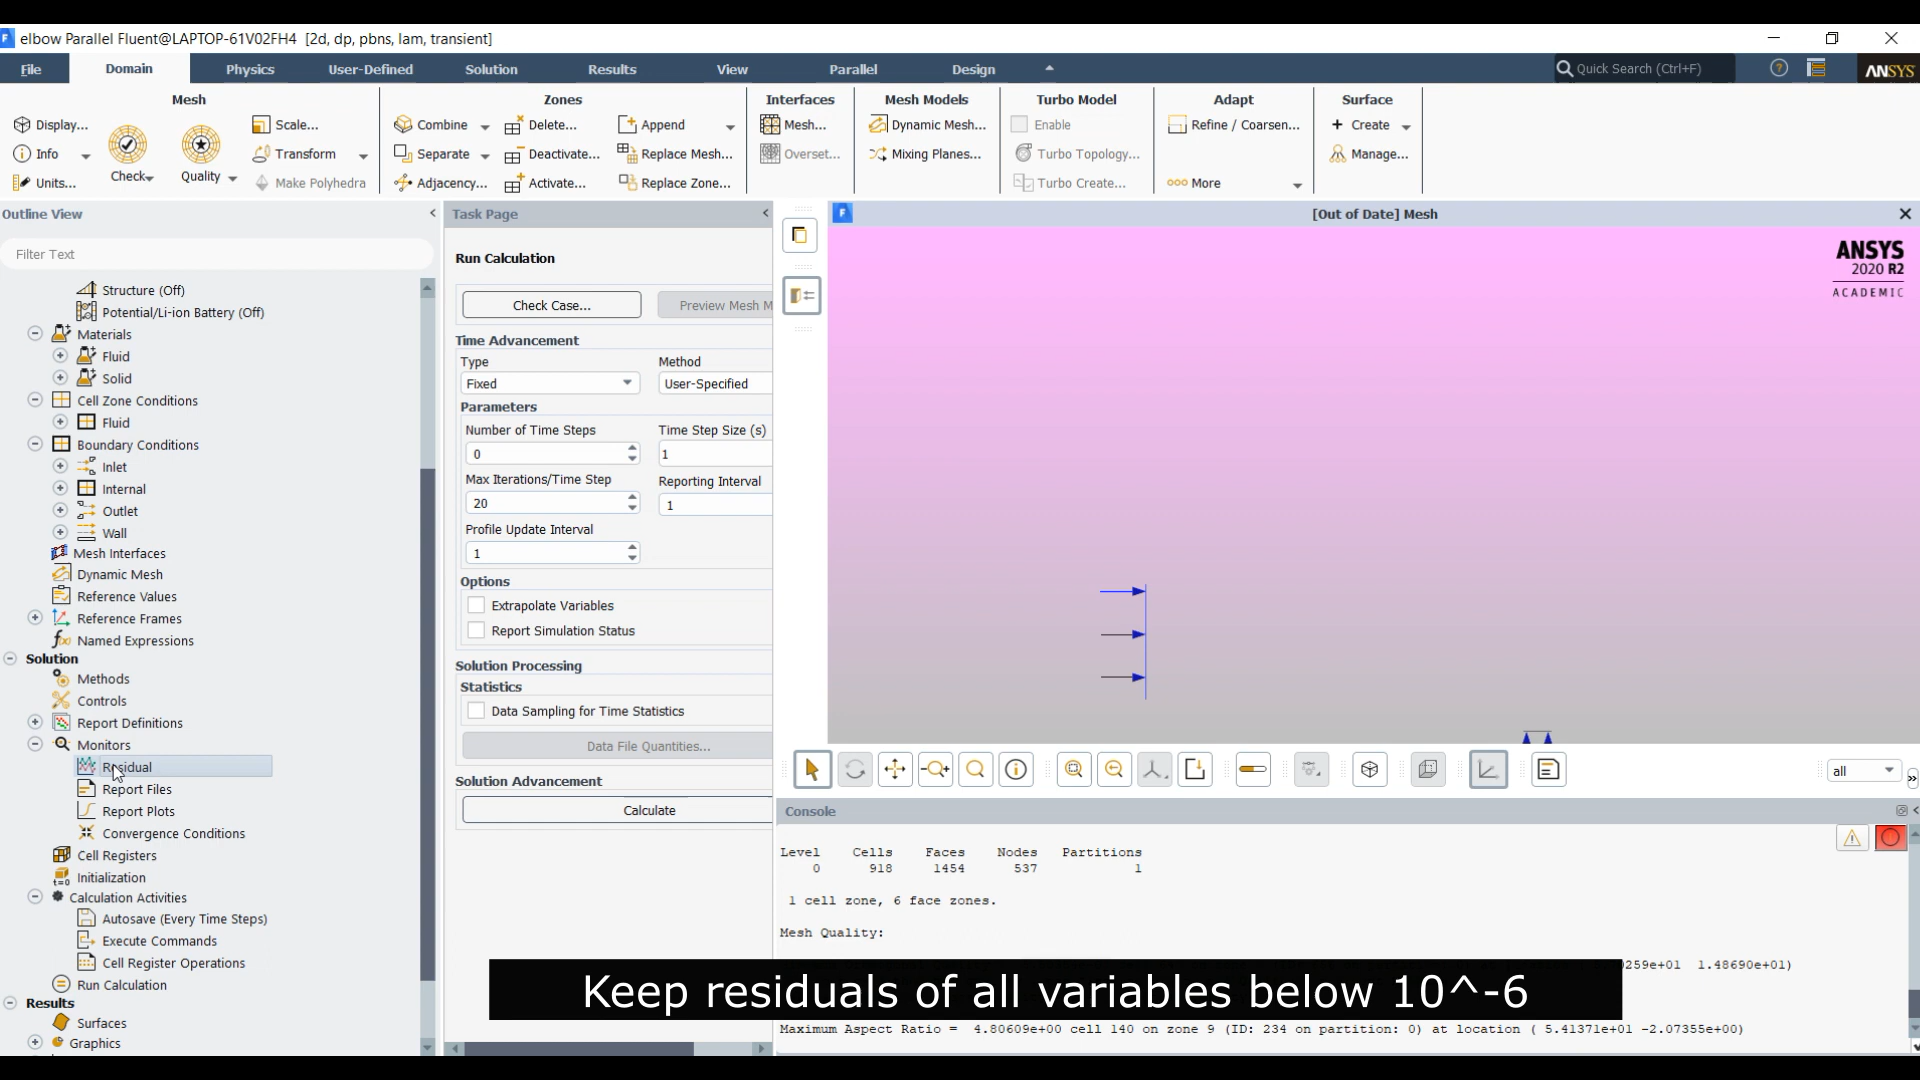 elbow Parallel Fluent@LAPTOP-61V02FH4 [2d, dp, pbns, lam, transient]
File Domain Physics User-Defined Solution Results View Parallel Design Quick Search (Ctrl+F) ANSYS
Mesh Zones Interfaces Mesh Models Turbo Model Adapt Surface
Display... Scale... Combine Delete... Append Mesh... Dynamic Mesh... Enable Refine / Coarsen... Create
Info Transform Separate Deactivate... Replace Mesh... Overset... Mixing Planes... Turbo Topology... Manage...
Check Quality
Units... Make Polyhedra Adjacency... Activate... Replace Zone... Turbo Create... More
Outline View
Filter Text
Structure (Off)
Potential/Li-ion Battery (Off)
Materials
Fluid
Solid
Cell Zone Conditions
Fluid
Boundary Conditions
Inlet
Internal
Outlet
Wall
Mesh Interfaces
Dynamic Mesh
Reference Values
Reference Frames
Named Expressions
Solution
Methods
Controls
Report Definitions
Monitors
Residual
Report Files
Report Plots
Convergence Conditions
Cell Registers
Initialization
Calculation Activities
Autosave (Every Time Steps)
Execute Commands
Cell Register Operations
Run Calculation
Results
Surfaces
Graphics
Task Page
Run Calculation
Check Case... Preview Mesh M
Time Advancement
Type Method
Fixed User-Specified
Parameters
Number of Time Steps Time Step Size (s)
0 1
Max Iterations/Time Step Reporting Interval
20 1
Profile Update Interval
1
Options
Extrapolate Variables
Report Simulation Status
Solution Processing
Statistics
Data Sampling for Time Statistics
Data File Quantities...
Solution Advancement
Calculate
[Out of Date] Mesh
ANSYS
2020 R2
ACADEMIC
all
Console
Level Cells Faces Nodes Partitions
0 918 1454 537 1
1 cell zone, 6 face zones.
Mesh Quality:
0259e+01 1.48690e+01)
Keep residuals of all variables below 10^-6
Maximum Aspect Ratio = 4.80609e+00 cell 140 on zone 9 (ID: 234 on partition: 0) at location ( 5.41371e+01 -2.07355e+00)